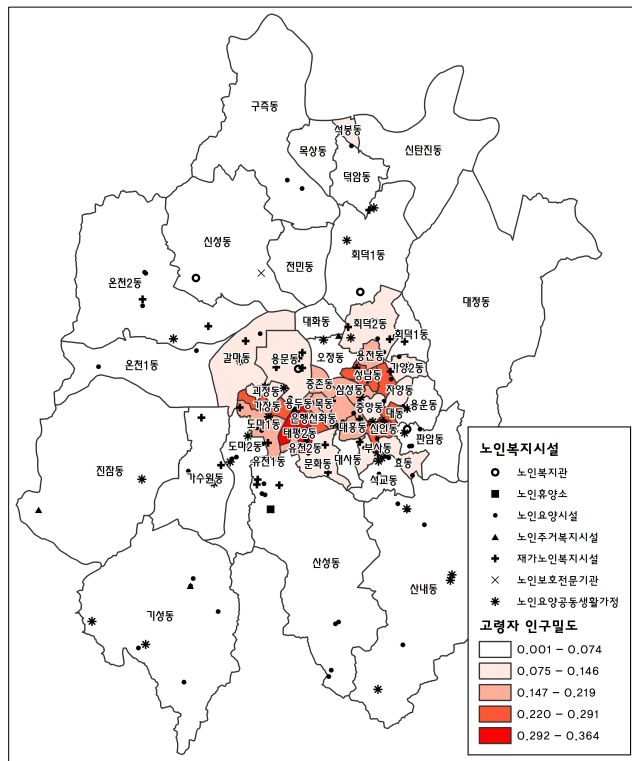 구즉동
석봉동
목상동
신탄진동
덕암동
신성동
전민동
회덕1동
온천2동
대정동
대화동
회덕2동
회덕1동
갈마동
오정동
용문동
용전동
온천1동
가양2동
성남동
중촌동
괴정동
삼성동
자양동
가장동
용두동
목동
중앙동
대동
용운동
은행선화동
도마1동
대흥동
신인동
태평2동
판암동
도마2동
유천2동
부사동
진잠동
유천1동
문화동
대사동
효동
가수원동
석교동
산성동
산내동
기성동
노인복지시설
노인복지관
노인휴양소
노인요양시설
노인주거복지시설
재가노인복지시설
노인보호전문기관
노인요양공동생활가정
고령자 인구밀도
0.001 - 0.074
0.075 - 0.146
0.147 - 0.219
0.220 - 0.291
0.292 - 0.364